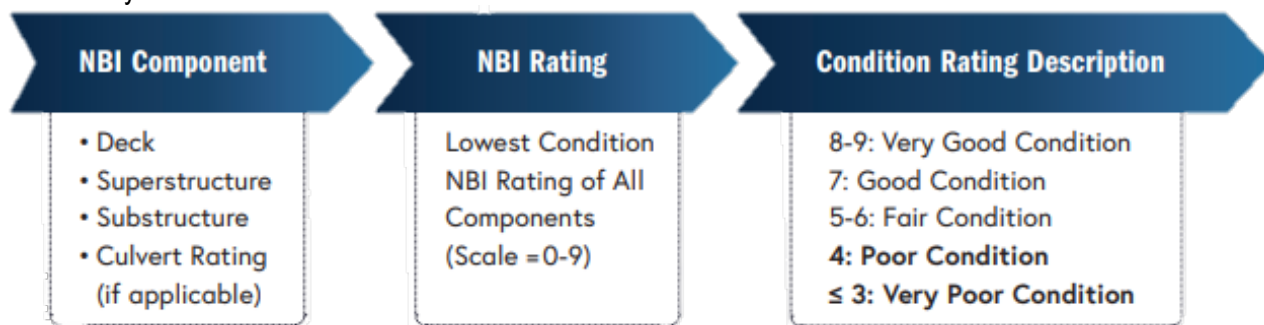 NBI Component
NBI Rating
Condition Rating Description
• Deck
• Superstructure
• Substructure
• Culvert Rating
(if applicable)
Lowest Condition
NBI Rating of All
Components
(Scale = 0-9)
8-9: Very Good Condition
7: Good Condition
5-6: Fair Condition
4: Poor Condition
≤ 3: Very Poor Condition